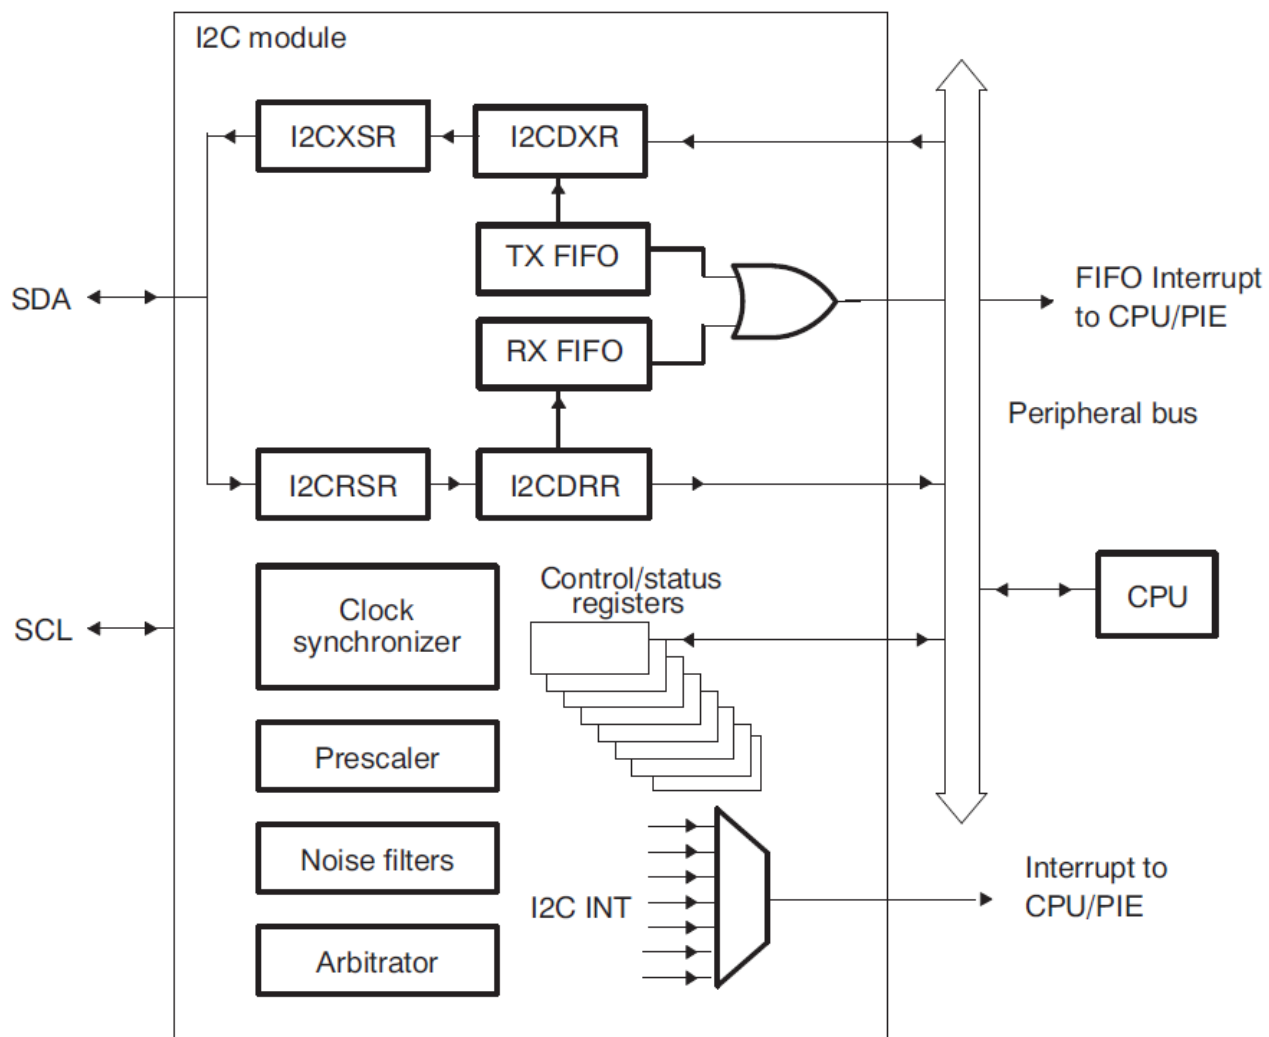 I2C module
I2CXSR
I2CDXR
TX FIFO
SDA
FIFO Interrupt
to CPU/PIE
RX FIFO
Peripheral bus
I2CRSR
I2CDRR
Control/status
registers
Clock
synchronizer
CPU
SCL
Prescaler
Noise filters
I2C INT
Interrupt to
CPU/PIE
Arbitrator